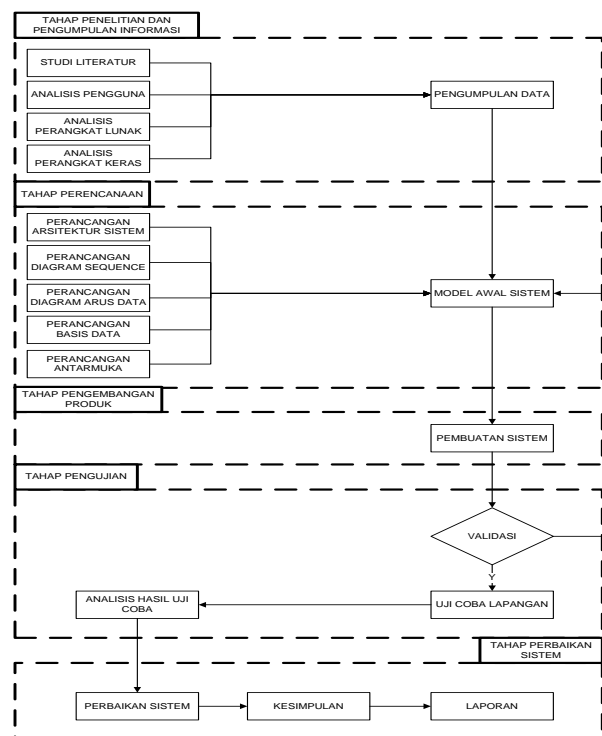 TAHAP PENELITIAN DAN
PENGUMPULAN INFORMASI
STUDI LITERATUR
ANALISIS PENGGUNA
ANALISIS
PERANGKAT LUNAK
ANALISIS
PERANGKAT KERAS
PENGUMPULAN DATA
TAHAP PERENCANAAN
PERANCANGAN
ARSITEKTUR SISTEM
PERANCANGAN
DIAGRAM SEQUENCE
PERANCANGAN
DIAGRAM ARUS DATA
PERANCANGAN
BASIS DATA
PERANCANGAN
ANTARMUKA
MODEL AWAL SISTEM
TAHAP PENGEMBANGAN
PRODUK
PEMBUATAN SISTEM
TAHAP PENGUJIAN
VALIDASI
Y
UJI COBA LAPANGAN
ANALISIS HASIL UJI
COBA
TAHAP PERBAIKAN
SISTEM
PERBAIKAN SISTEM
KESIMPULAN
LAPORAN